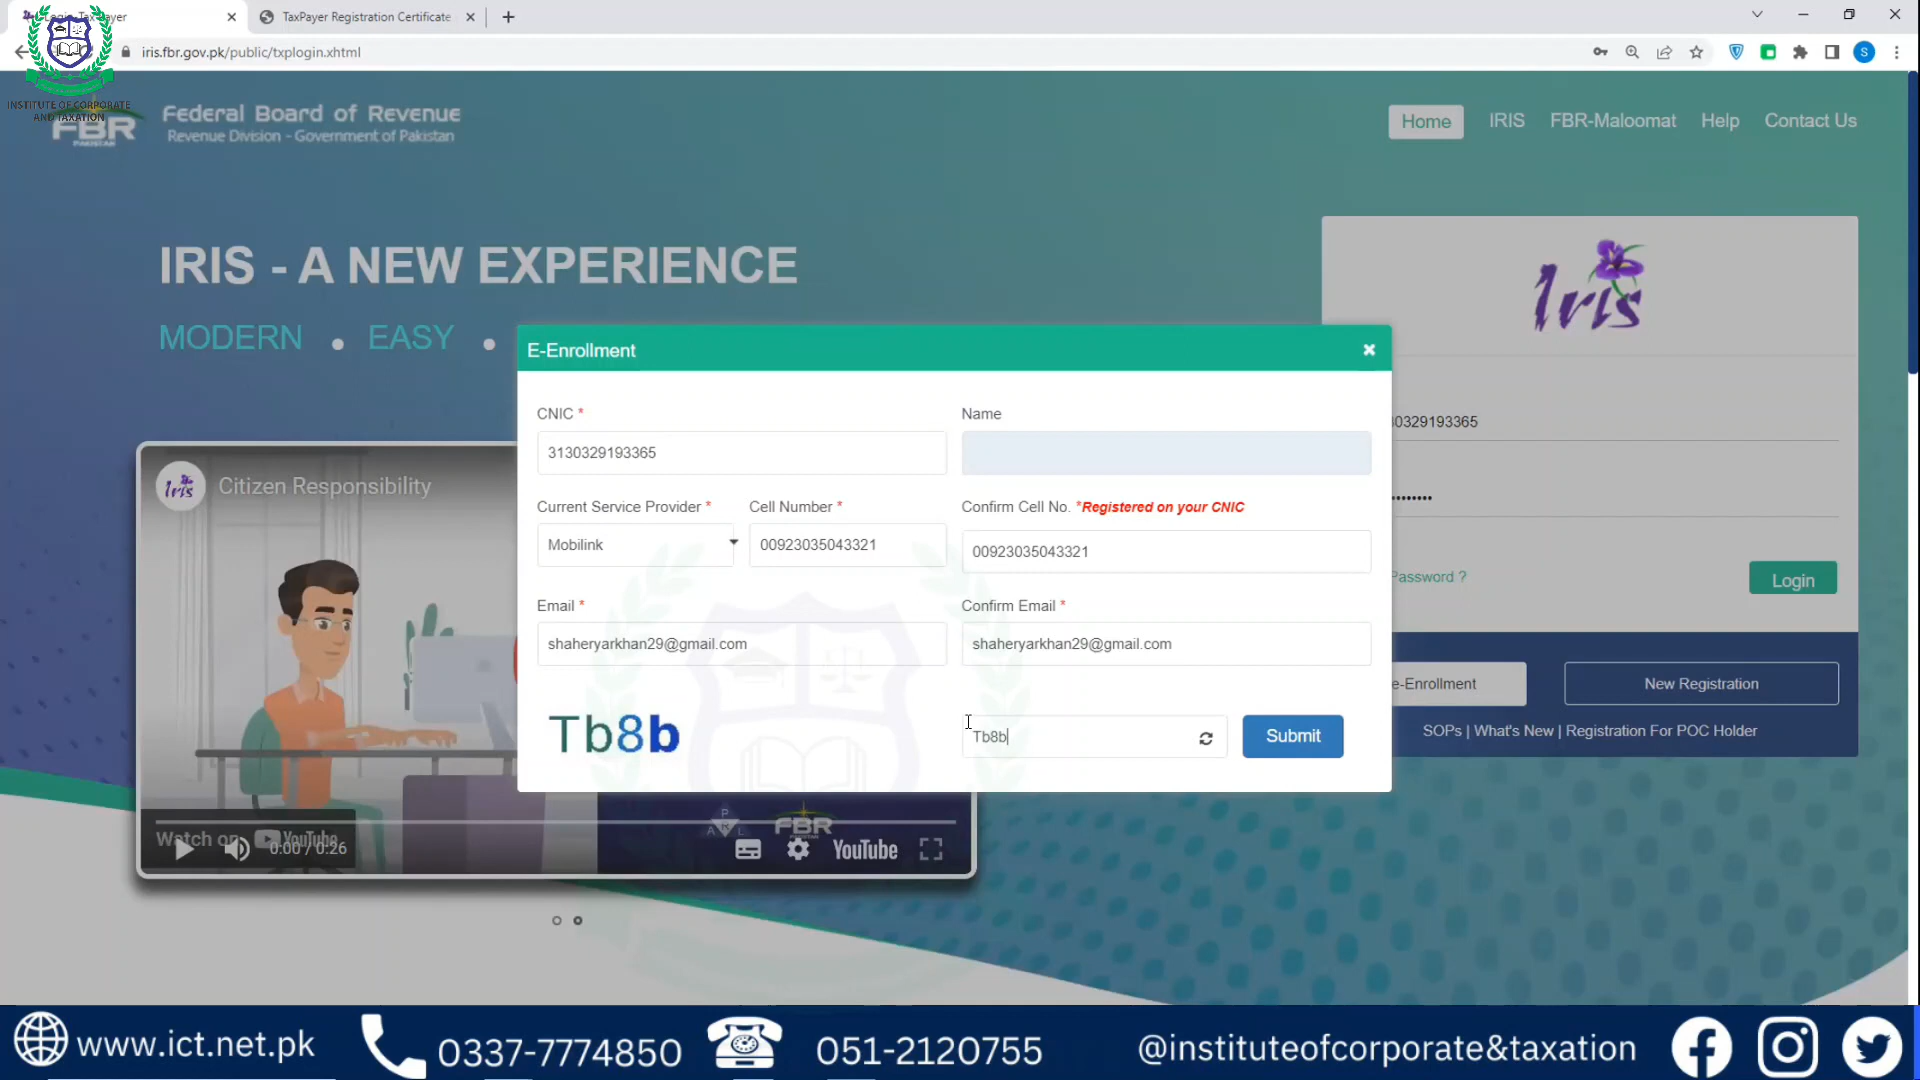 TaxPayer Registration Certificate
iris.fbr.gov.pk/public/txplogin.xhtml
S
INSTITUTE OF CORPORATE
AND TAXATION
FBR
PAKISTAN
Federal Board of Revenue
Revenue Division - Government of Pakistan
Home IRIS FBR-Maloomat Help Contact Us
IRIS - A NEW EXPERIENCE
MODERN • EASY •
Iris
E-Enrollment
CNIC *
Name
3130329193365
0329193365
Current Service Provider *
Cell Number *
Confirm Cell No. *Registered on your CNIC
Mobilink
00923035043321
00923035043321
Password ?
Login
Email *
Confirm Email *
shaheryarkhan29@gmail.com
shaheryarkhan29@gmail.com
e-Enrollment
New Registration
SOPs | What's New | Registration For POC Holder
Tb8b
Tb8b
Submit
Iris
Citizen Responsibility
Watch on YouTube
0:00 / 0:26
P
A L
FBR
YouTube
www.ict.net.pk
0337-7774850
051-2120755
@instituteofcorporate&taxation